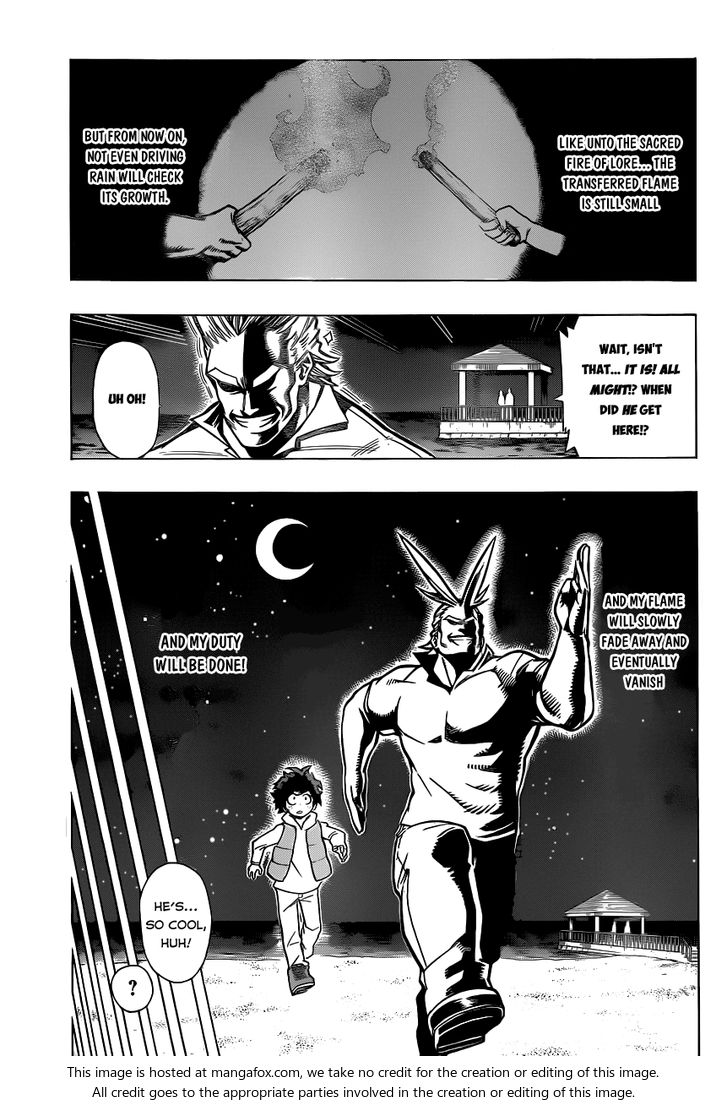 LIKE UNTO THE SACRED
FIRE OF LORE... THE
TRANSFERRED FLAME
IS STILL SMALL
BUT FROM NOW ON,
NOT EVEN DRIVING
RAIN WILL CHECK
ITS GROWTH.
WAIT, ISN'T
THAT... IT IS! ALL
MIGHT!? WHEN
DID HE GET
HERE!?
UH OH!
AND MY FLAME
WILL SLOWLY
FADE AWAY AND
EVENTUALLY
VANISH
AND MY DUTY
WILL BE DONE!
HE'S...
SO COOL,
HUH!
?
This image is hosted at mangafox.com, we take no credit for the creation or editing of this image.
All credit goes to the appropriate parties involved in the creation or editing of this image.